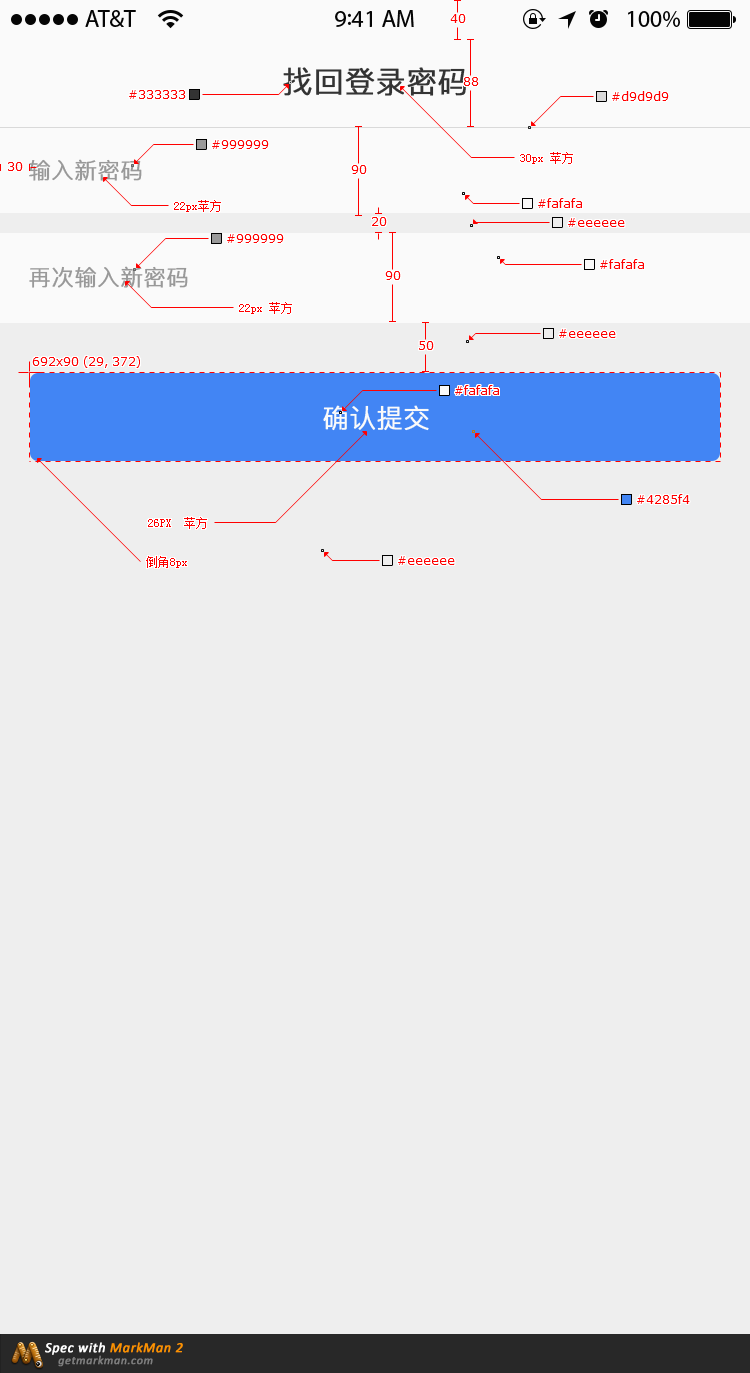 AT&T 9:41 AM 100%
40
找回登录密码
88
#333333
#d9d9d9
30px 苹方
#999999
90
30
输入新密码
22px苹方
#fafafa
20
#eeeeee
#999999
#fafafa
再次输入新密码
90
22px 苹方
#eeeeee
50
692x90 (29, 372)
#fafafa
确认提交
#4285f4
26PX 苹方
倒角8px
#eeeeee
Spec with MarkMan 2
getmarkman.com